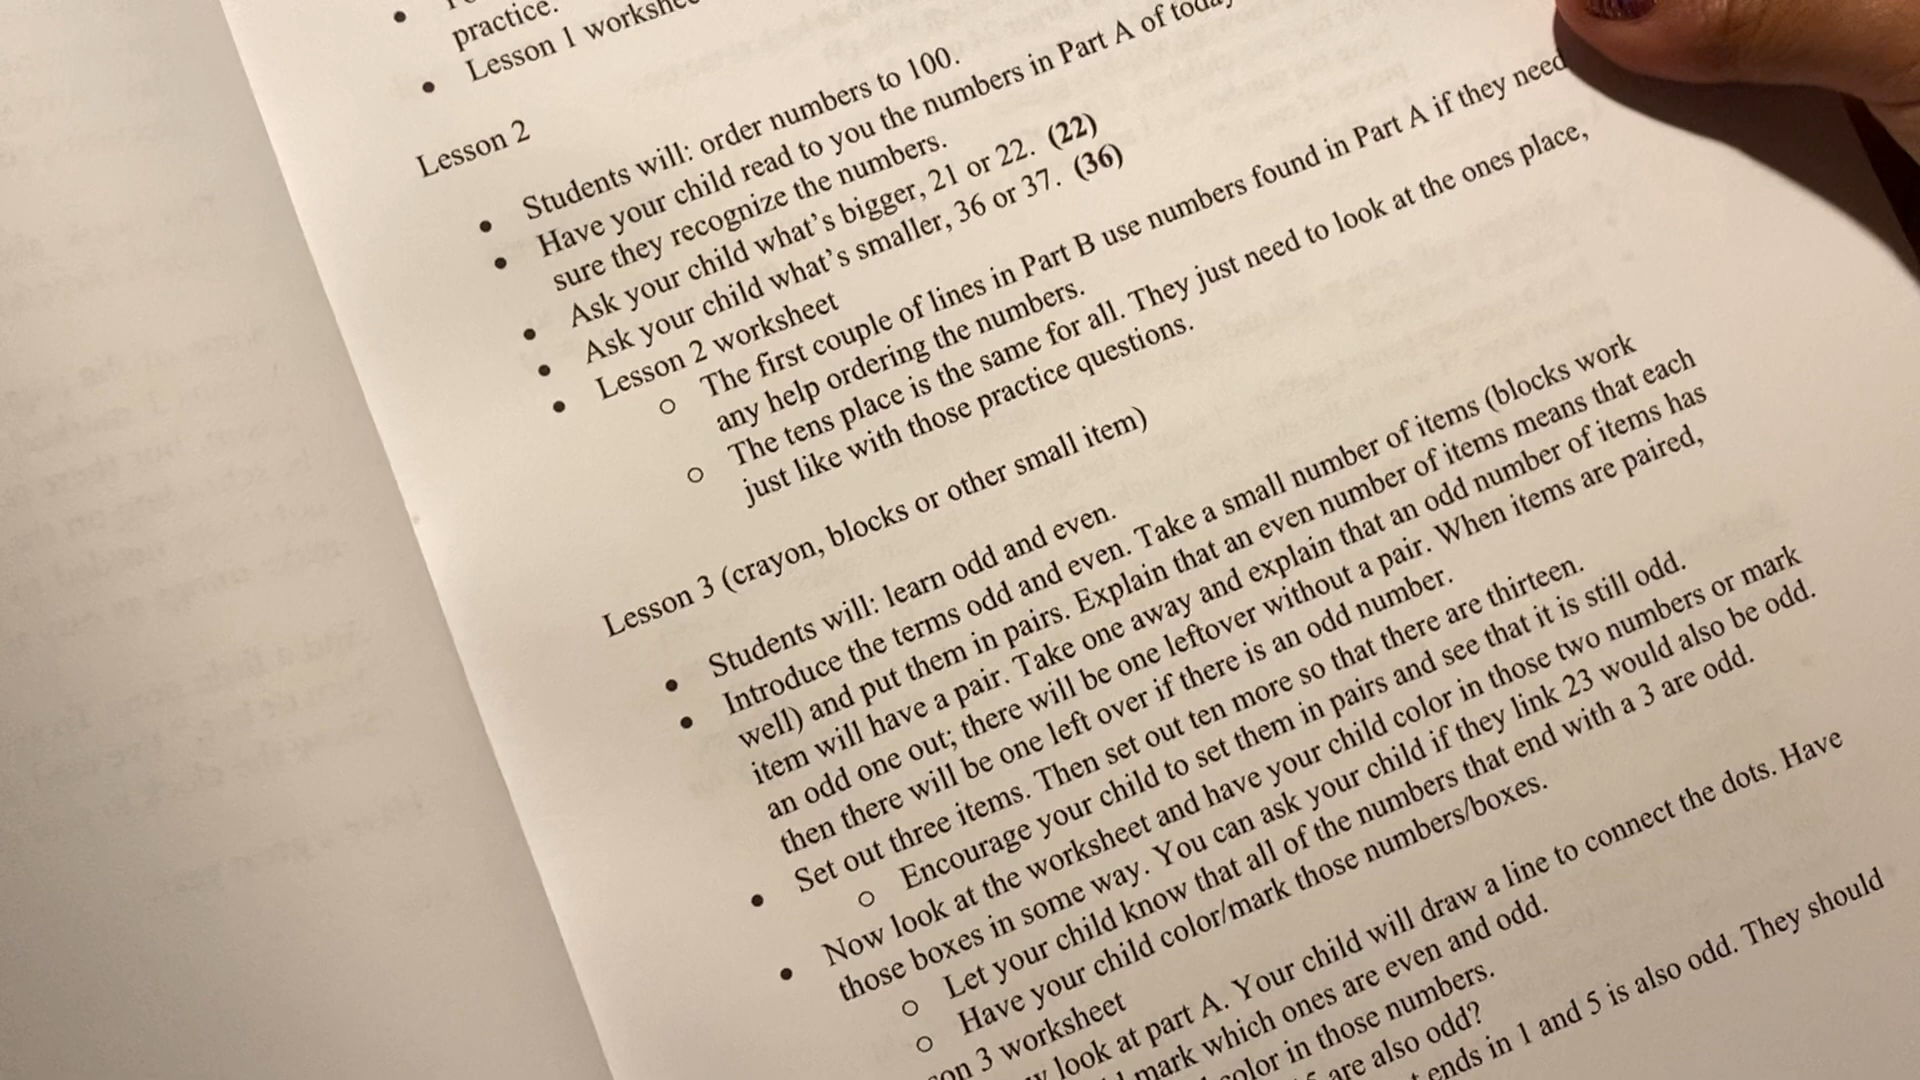 practice.
Lesson 1
Lesson 2
Students will: order numbers to 100.
Have your child read to you the numbers in Part A of
sure they recognize the numbers.
Ask your child what's bigger, 21 or 22. (22)
Ask your child what's smaller, 36 or 37. (36)
Lesson 2 worksheet
The first couple of lines in Part B use numbers found in Part A if they need
any help ordering the numbers.
The tens place is the same for all. They just need to look at the ones place,
just like with those practice questions.
Lesson 3 (crayon, blocks or other small item)
Students will: learn odd and even.
Introduce the terms odd and even. Take a small number of items (blocks work
well) and put them in pairs. Explain that an even number of items means that each
item will have a pair. Take one away and explain that an odd number of items has
an odd one out; there will be one leftover without a pair. When items are paired,
then there will be one left over if there is an odd number.
Set out three items. Then set out ten more so that there are thirteen.
Encourage your child to set them in pairs and see that it is still odd.
Now look at the worksheet and have your child color in those two numbers or mark
those boxes in some way. You can ask your child if they link 23 would also be odd.
Let your child know that all of the numbers that end with a 3 are odd.
Have your child color/mark those numbers/boxes.
3 worksheet
look at part A. Your child will draw a line to connect the dots. Have
mark which ones are even and odd.
in those numbers.
are also odd?
ends in 1 and 5 is also odd. They should